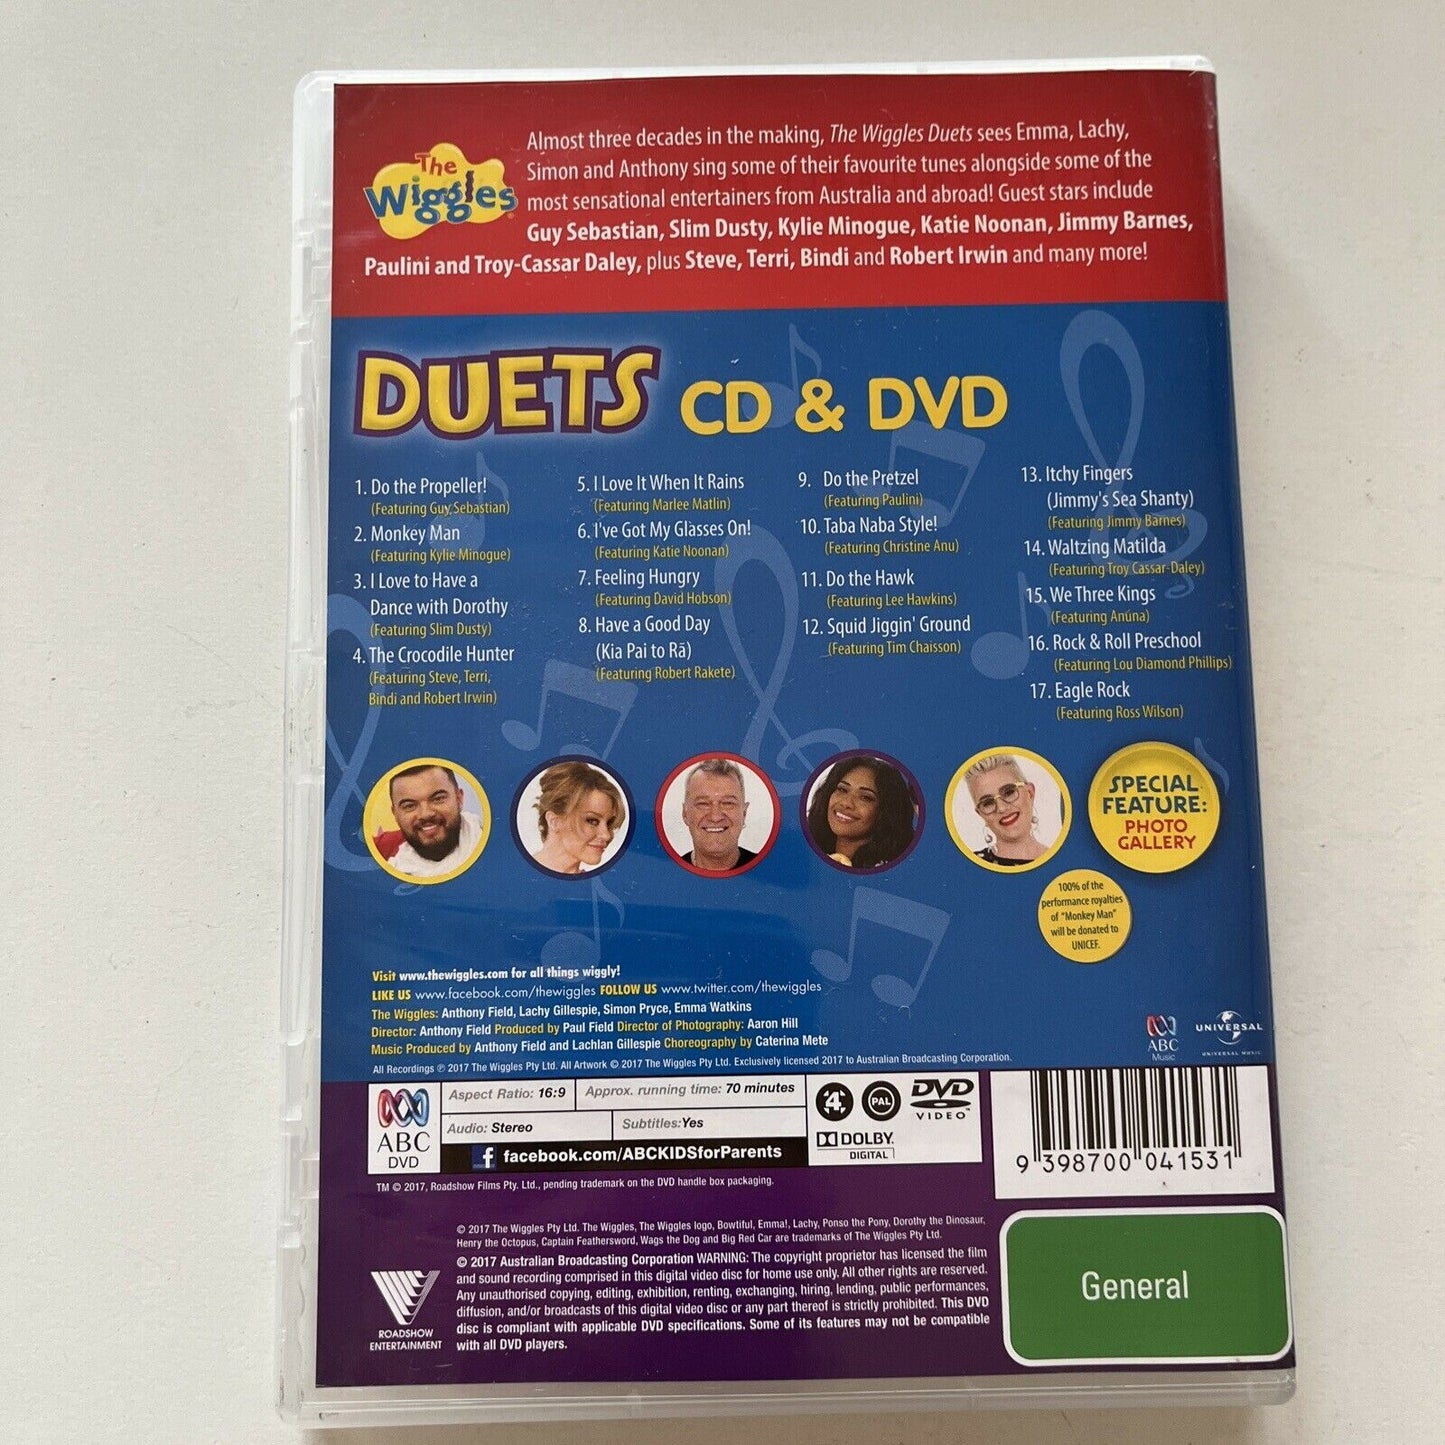 The
Wiggles
Almost three decades in the making, The Wiggles Duets sees Emma, Lachy,
Simon and Anthony sing some of their favourite tunes alongside some of the
most sensational entertainers from Australia and abroad! Guest stars include
Guy Sebastian, Slim Dusty, Kylie Minogue, Katie Noonan, Jimmy Barnes,
Paulini and Troy-Cassar Daley, plus Steve, Terri, Bindi and Robert Irwin and many more!
DUETS CD & DVD
1. Do the Propeller!
(Featuring Guy Sebastian)
2. Monkey Man
(Featuring Kylie Minogue)
3. I Love to Have a
Dance with Dorothy
(Featuring Slim Dusty)
4. The Crocodile Hunter
(Featuring Steve, Terri,
Bindi and Robert Irwin)
5. I Love It When It Rains
(Featuring Marlee Matlin)
6. I've Got My Glasses On!
(Featuring Katie Noonan)
7. Feeling Hungry
(Featuring David Hobson)
8. Have a Good Day
(Kia Pai to Rā)
(Featuring Robert Rakete)
9. Do the Pretzel
(Featuring Paulini)
10. Taba Naba Style!
(Featuring Christine Anu)
11. Do the Hawk
(Featuring Lee Hawkins)
12. Squid Jiggin' Ground
(Featuring Tim Chaisson)
13. Itchy Fingers
(Jimmy's Sea Shanty)
(Featuring Jimmy Barnes)
14. Waltzing Matilda
(Featuring Troy Cassar-Daley)
15. We Three Kings
(Featuring Anúna)
16. Rock & Roll Preschool
(Featuring Lou Diamond Phillips)
17. Eagle Rock
(Featuring Ross Wilson)
SPECIAL
FEATURE:
PHOTO
GALLERY
100% of the
performance royalties
of "Monkey Man"
will be donated to
UNICEF.
Visit www.thewiggles.com for all things wiggly!
LIKE US www.facebook.com/thewiggles FOLLOW US www.twitter.com/thewiggles
The Wiggles: Anthony Field, Lachy Gillespie, Simon Pryce, Emma Watkins
Director: Anthony Field Produced by Paul Field Director of Photography: Aaron Hill
Music Produced by Anthony Field and Lachlan Gillespie Choreography by Caterina Mete
All Recordings ℗ 2017 The Wiggles Pty Ltd. All Artwork © 2017 The Wiggles Pty Ltd. Exclusively licensed 2017 to Australian Broadcasting Corporation.
ABC
Music
UNIVERSAL
UNIVERSAL MUSIC
ABC
DVD
Aspect Ratio: 16:9
Approx. running time: 70 minutes
Audio: Stereo
Subtitles:Yes
facebook.com/ABCKIDSforParents
4
PAL
DVD
VIDEO
DOLBY
DIGITAL
9 398700 041531
TM © 2017, Roadshow Films Pty. Ltd., pending trademark on the DVD handle box packaging.
© 2017 The Wiggles Pty Ltd. The Wiggles, The Wiggles logo, Bowtiful, Emma!, Lachy, Ponso the Pony, Dorothy the Dinosaur,
Henry the Octopus, Captain Feathersword, Wags the Dog and Big Red Car are trademarks of The Wiggles Pty Ltd.
© 2017 Australian Broadcasting Corporation WARNING: The copyright proprietor has licensed the film
and sound recording comprised in this digital video disc for home use only. All other rights are reserved.
Any unauthorised copying, editing, exhibition, renting, exchanging, hiring, lending, public performances,
diffusion, and/or broadcasts of this digital video disc or any part thereof is strictly prohibited. This DVD
disc is compliant with applicable DVD specifications. Some of its features may not be compatible
with all DVD players.
ROADSHOW
ENTERTAINMENT
General